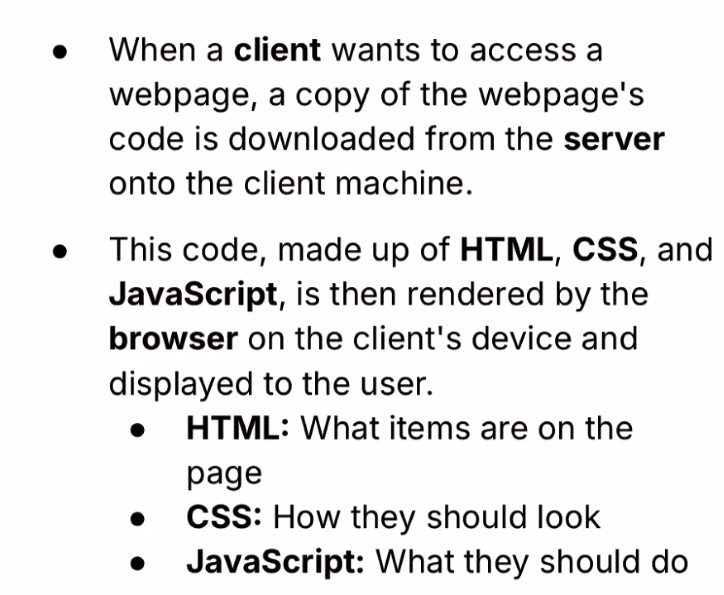 ● When a client wants to access a
webpage, a copy of the webpage's
code is downloaded from the server
onto the client machine.
● This code, made up of HTML, CSS, and
JavaScript, is then rendered by the
browser on the client's device and
displayed to the user.
● HTML: What items are on the
page
● CSS: How they should look
● JavaScript: What they should do